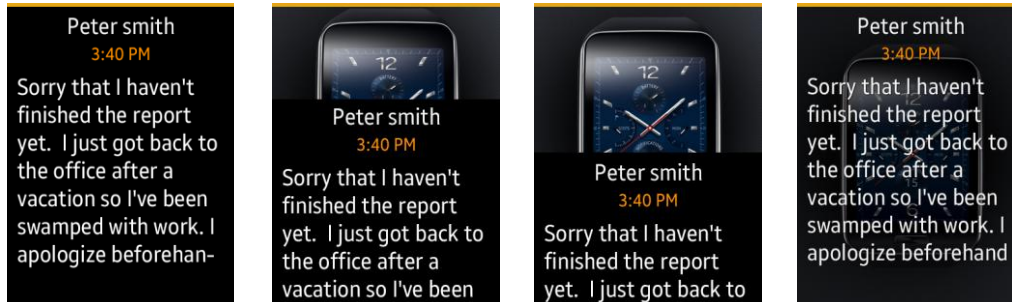 Peter smith
3:40 PM
Sorry that I haven't
finished the report
yet. I just got back to
the office after a
vacation so I've been
swamped with work. I
apologize beforehan-
12
Peter smith
3:40 PM
Sorry that I haven't
finished the report
yet. I just got back to
the office after a
vacation so I've been
12
Peter smith
3:40 PM
Sorry that I haven't
finished the report
yet. I just got back to
Peter smith
3:40 PM
Sorry that I haven't
12
finished the report
yet. I just got back to
the office after a
15
vacation so I've been
6
swamped with work. I
apologize beforehand